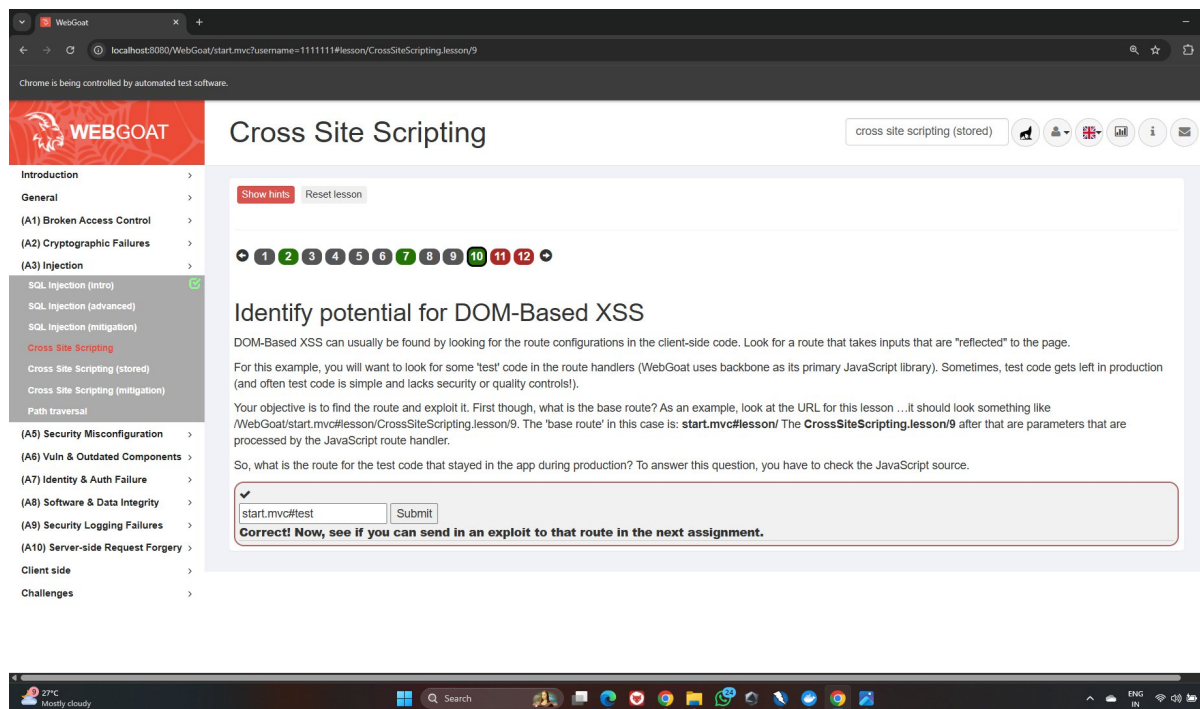 WebGoat
localhost:8080/WebGoat/start.mvc?username=1111111#lesson/CrossSiteScripting.lesson/9
Chrome is being controlled by automated test software.
WEBGOAT
Cross Site Scripting
cross site scripting (stored)
Introduction
General
(A1) Broken Access Control
(A2) Cryptographic Failures
(A3) Injection
SQL Injection (intro)
SQL Injection (advanced)
SQL Injection (mitigation)
Cross Site Scripting
Cross Site Scripting (stored)
Cross Site Scripting (mitigation)
Path traversal
(A5) Security Misconfiguration
(A6) Vuln & Outdated Components
(A7) Identity & Auth Failure
(A8) Software & Data Integrity
(A9) Security Logging Failures
(A10) Server-side Request Forgery
Client side
Challenges
Show hints Reset lesson
1 2 3 4 5 6 7 8 9 10 11 12
Identify potential for DOM-Based XSS
DOM-Based XSS can usually be found by looking for the route configurations in the client-side code. Look for a route that takes inputs that are "reflected" to the page.
For this example, you will want to look for some 'test' code in the route handlers (WebGoat uses backbone as its primary JavaScript library). Sometimes, test code gets left in production
(and often test code is simple and lacks security or quality controls!).
Your objective is to find the route and exploit it. First though, what is the base route? As an example, look at the URL for this lesson …it should look something like
/WebGoat/start.mvc#lesson/CrossSiteScripting.lesson/9. The 'base route' in this case is: start.mvc#lesson/ The CrossSiteScripting.lesson/9 after that are parameters that are
processed by the JavaScript route handler.
So, what is the route for the test code that stayed in the app during production? To answer this question, you have to check the JavaScript source.
start.mvc#test Submit
Correct! Now, see if you can send in an exploit to that route in the next assignment.
9
27°C
Mostly cloudy
Search
24
ENG
IN